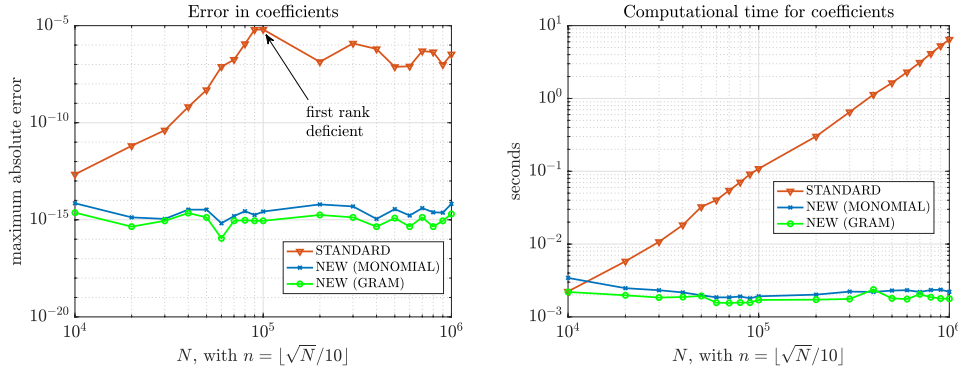 Error in coefficients
10^{-5}
10^{-10}
10^{-15}
10^{-20}
maximum absolute error
first rank
deficient
STANDARD
NEW (MONOMIAL)
NEW (GRAM)
10^4
10^5
10^6
N, with n = ⌊√N/10⌋
Computational time for coefficients
10^1
10^0
10^{-1}
10^{-2}
10^{-3}
seconds
STANDARD
NEW (MONOMIAL)
NEW (GRAM)
10^4
10^5
10^6
N, with n = ⌊√N/10⌋